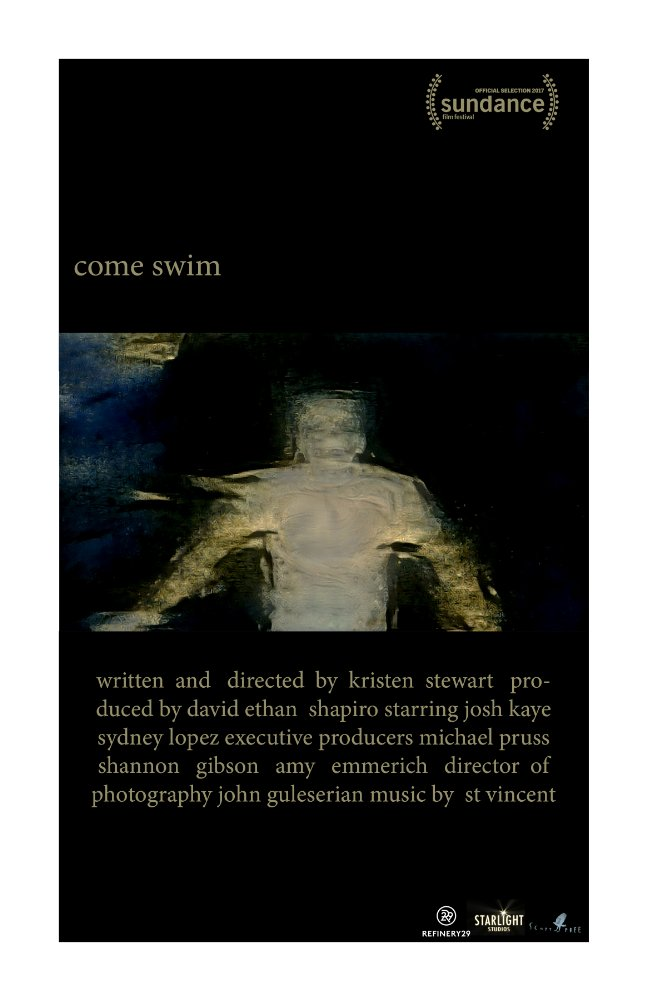 OFFICIAL SELECTION 2017
sundance
film festival
come swim
written and directed by kristen stewart pro-
duced by david ethan shapiro starring josh kaye
sydney lopez executive producers michael pruss
shannon gibson amy emmerich director of
photography john guleserian music by st vincent
29
REFINERY29
STARLIGHT
STUDIOS
FREE